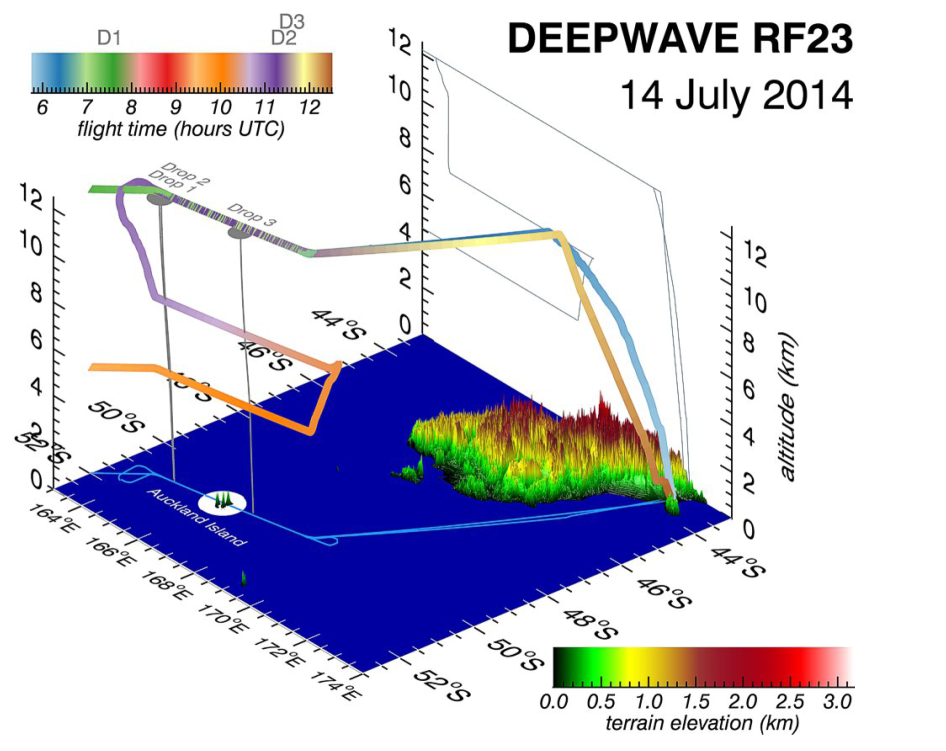 D3
D1 D2
6 7 8 9 10 11 12
flight time (hours UTC)
DEEPWAVE RF23
14 July 2014
12
10
8
6
4
2
0
Drop 2
Drop 1
Drop 3
12
10
8
6
4
2
0
12
10
8
6
4
2
0
altitude (km)
44°S
46°S
48°S
50°S
52°S
Auckland Island
164°E
166°E
168°E
170°E
172°E
174°E
44°S
46°S
48°S
50°S
52°S
0.0 0.5 1.0 1.5 2.0 2.5 3.0
terrain elevation (km)